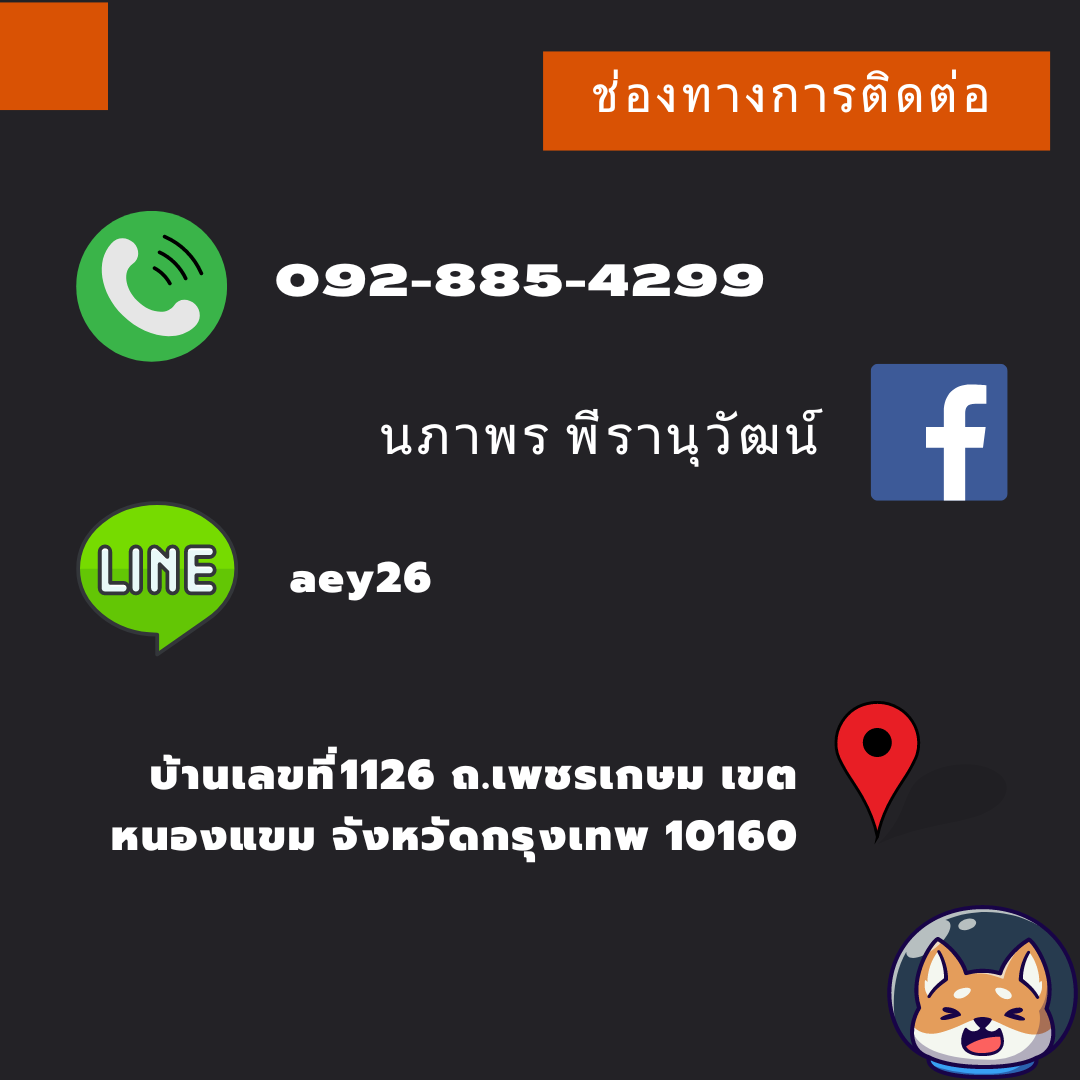 ช่องทางการติดต่อ
092-885-4299
นภาพร พีรานุวัฒน์
f
LINE
aey26
บ้านเลขที่1126 ถ.เพชรเกษม เขต
หนองแขม จังหวัดกรุงเทพ 10160